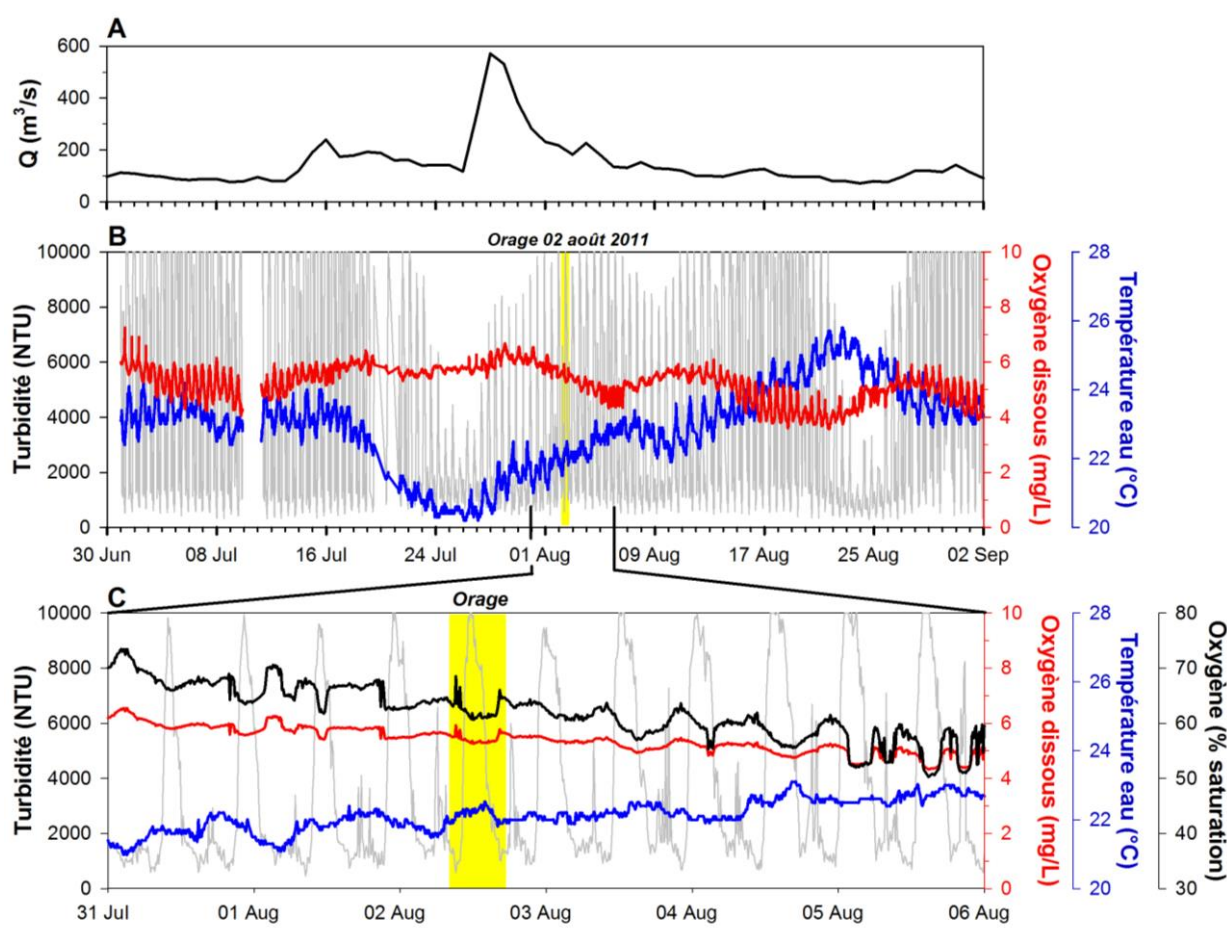 A
600
400
200
0
Q (m³/s)
B
Orage 02 août 2011
10000
8000
6000
4000
2000
0
Turbidité (NTU)
10
8
6
4
2
0
Oxygène dissous (mg/L)
28
26
24
22
20
Température eau (°C)
30 Jun 08 Jul 16 Jul 24 Jul 01 Aug 09 Aug 17 Aug 25 Aug 02 Sep
C
Orage
10000
8000
6000
4000
2000
0
Turbidité (NTU)
10
8
6
4
2
0
Oxygène dissous (mg/L)
28
26
24
22
20
Température eau (°C)
80
70
60
50
40
30
Oxygène (% saturation)
31 Jul 01 Aug 02 Aug 03 Aug 04 Aug 05 Aug 06 Aug